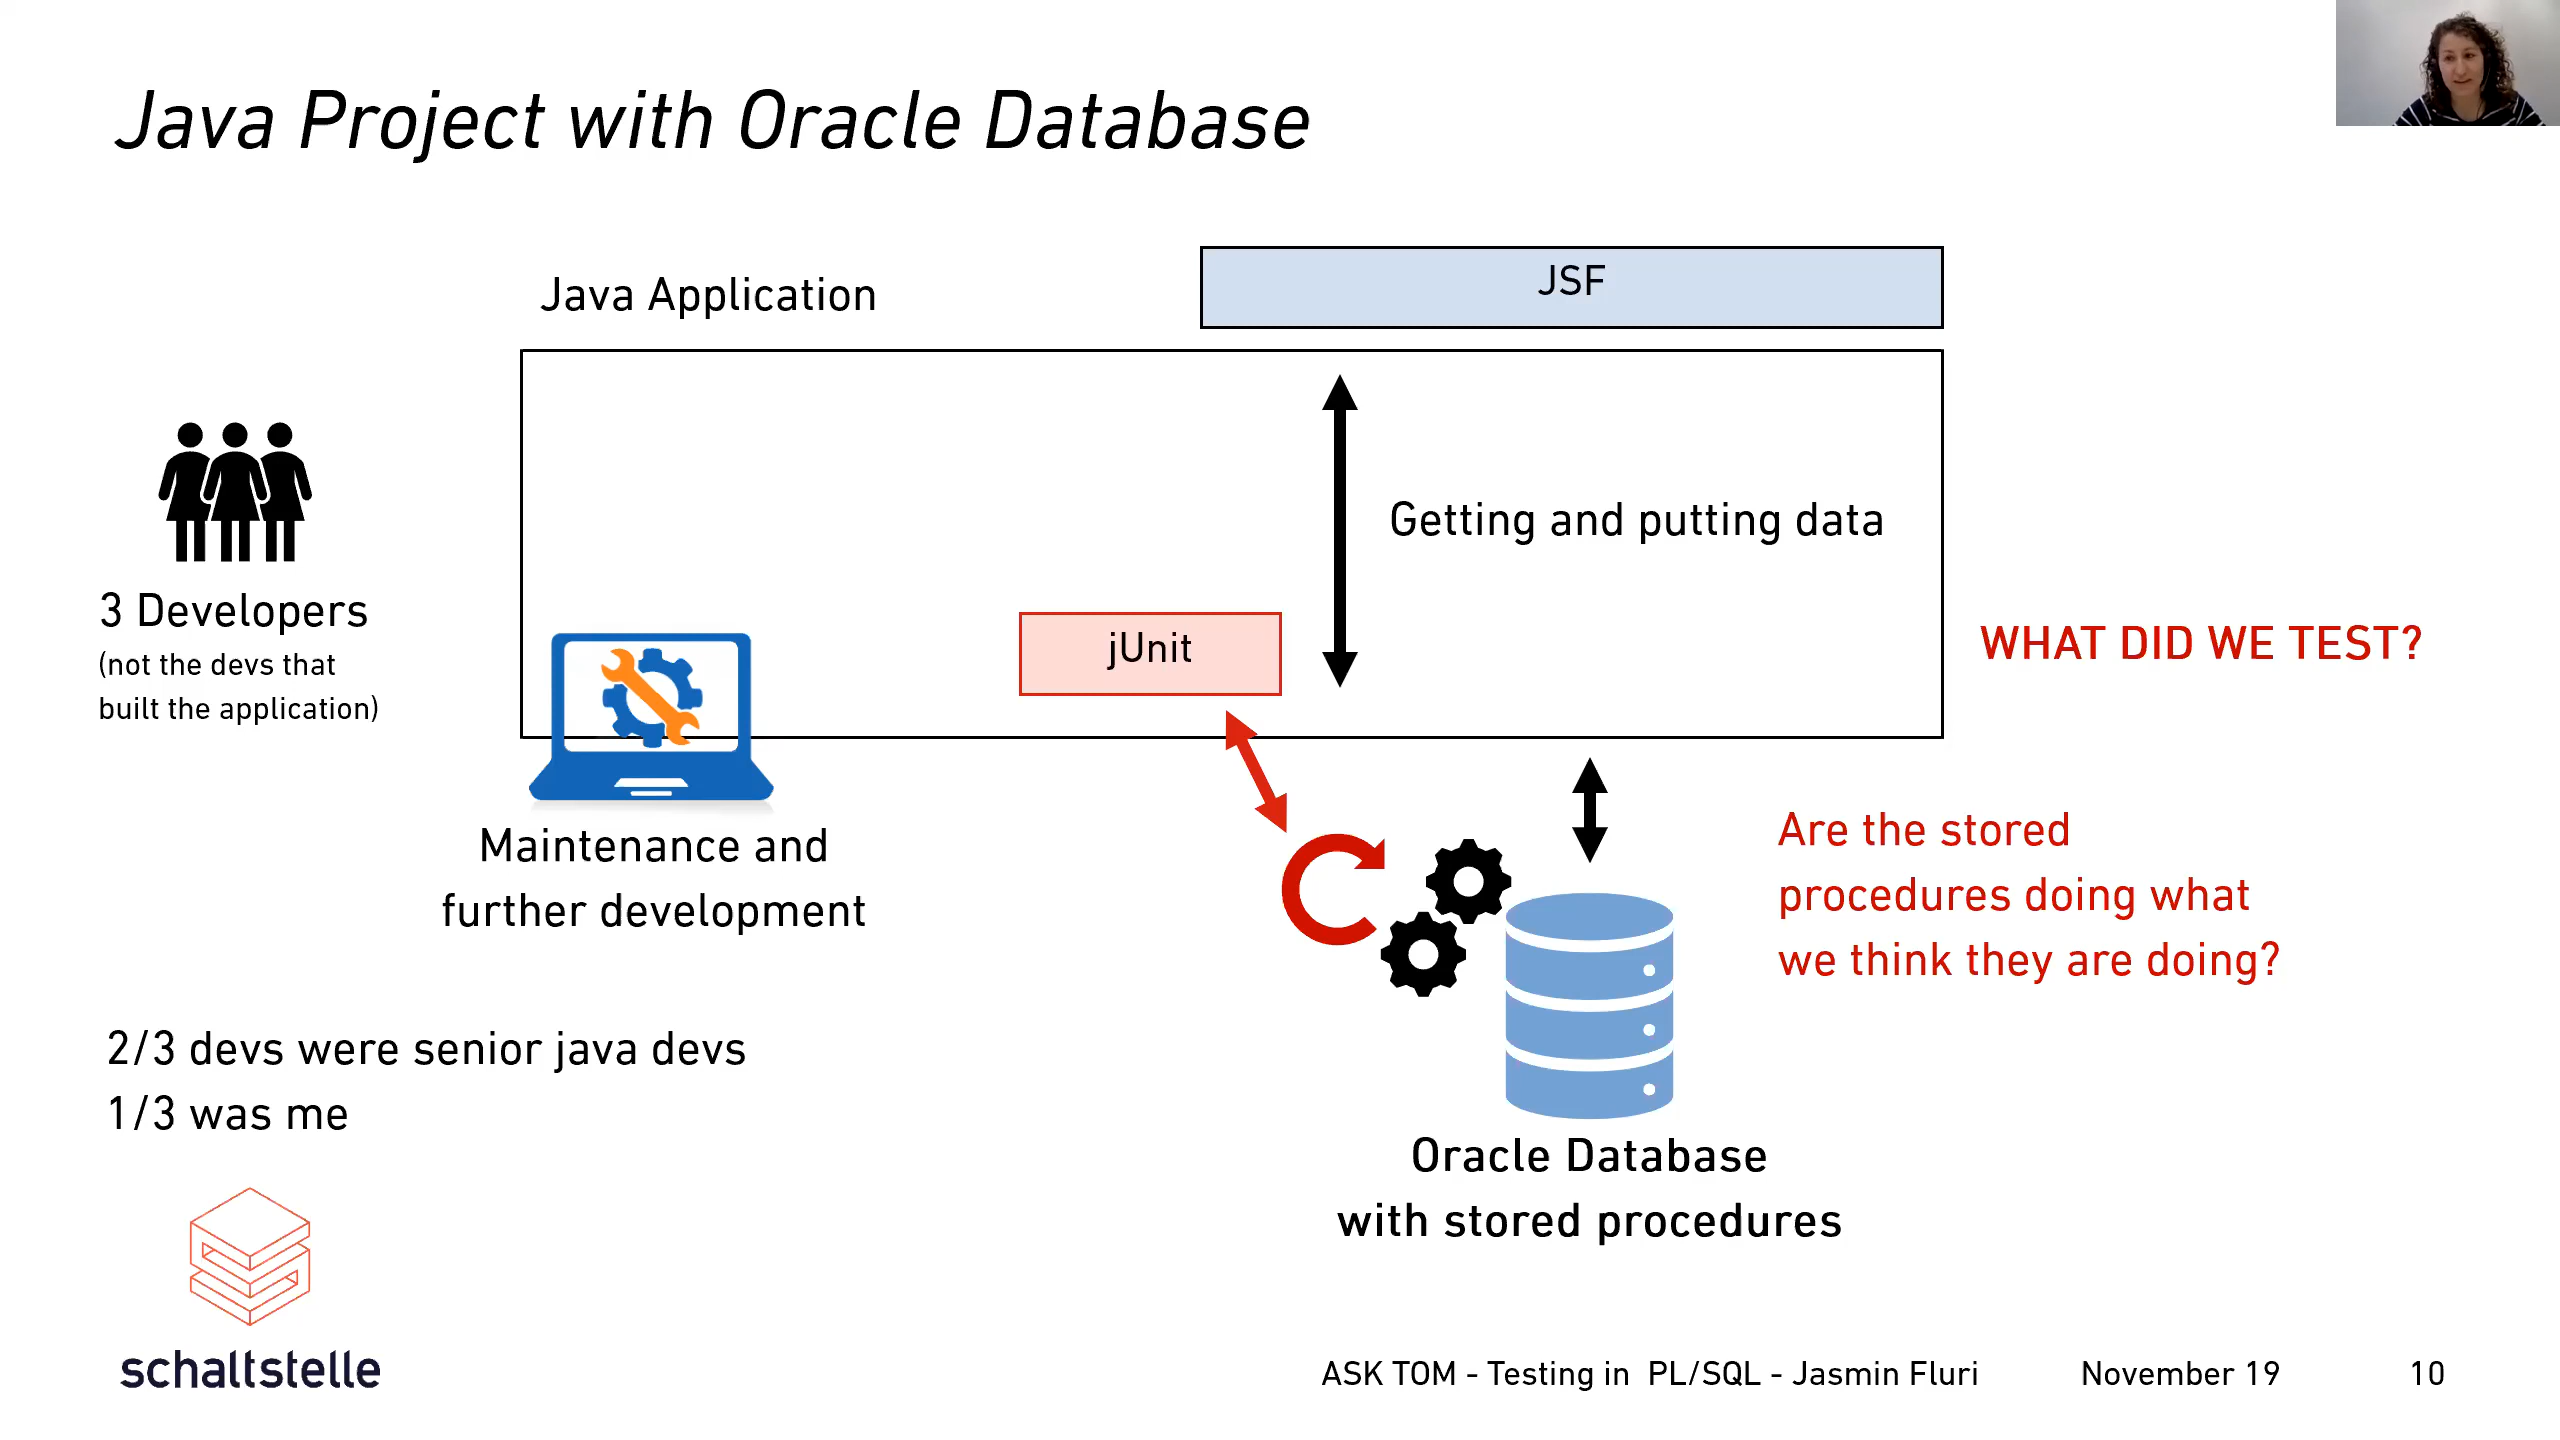 Java Project with Oracle Database
Java Application
JSF
Getting and putting data
3 Developers
(not the devs that
built the application)
jUnit
WHAT DID WE TEST?
Maintenance and
further development
Are the stored
procedures doing what
we think they are doing?
2/3 devs were senior java devs
1/3 was me
Oracle Database
with stored procedures
schaltstelle
ASK TOM - Testing in PL/SQL - Jasmin Fluri
November 19
10